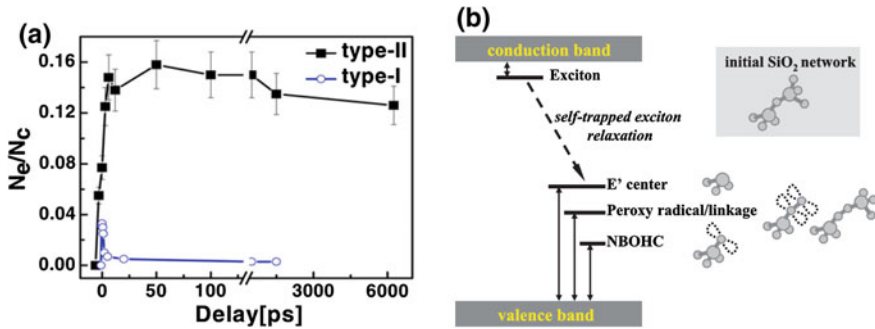 (a)
type-II
type-I
0.16
0.12
0.08
0.04
0.00
Ne/Nc
0 50 100 3000 6000
Delay[ps]
(b)
conduction band
Exciton
self-trapped exciton
relaxation
initial SiO2 network
E' center
Peroxy radical/linkage
NBOHC
valence band